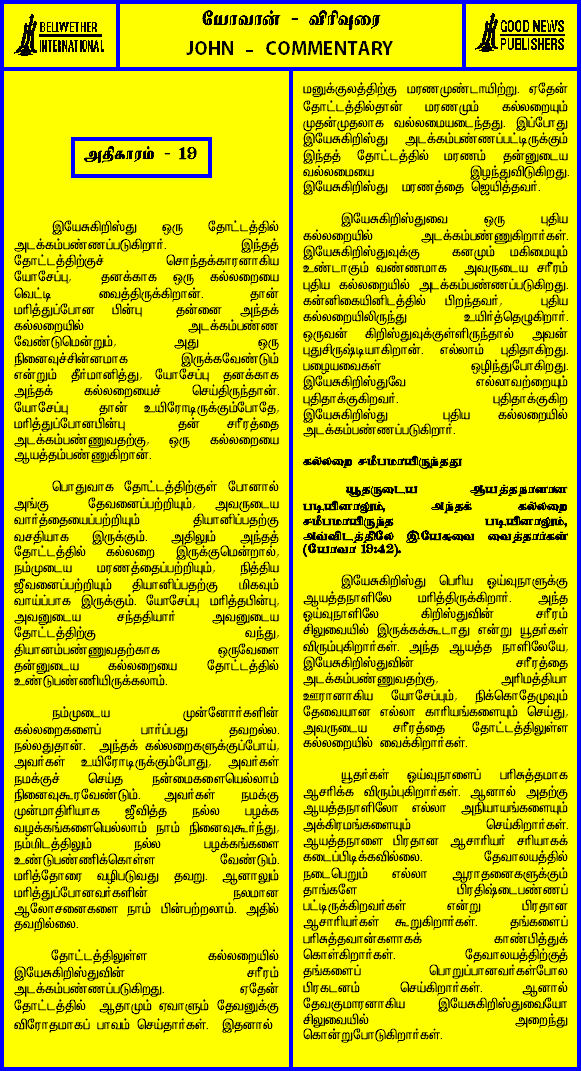 BELLWETHER
INTERNATIONAL
யோவான் - விரிவுரை
JOHN - COMMENTARY
GOOD NEWS
PUBLISHERS
அதிகாரம் - 19
இயேசுகிறிஸ்து ஒரு தோட்டத்தில்
அடக்கம்பண்ணப்படுகிறார். இந்தத்
தோட்டத்திற்குச் சொந்தக்காரனாகிய
யோசேப்பு, தனக்காக ஒரு கல்லறையை
வெட்டி வைத்திருக்கிறான். தான்
மரித்துப்போன பின்பு தன்னை அந்தக்
கல்லறையில் அடக்கம்பண்ண
வேண்டுமென்றும், அது ஒரு
நினைவுச்சின்னமாக இருக்கவேண்டும்
என்றும் தீர்மானித்து, யோசேப்பு தனக்காக
அந்தக் கல்லறையைச் செய்திருந்தான்.
யோசேப்பு தான் உயிரோடிருக்கும்போதே,
மரித்துப்போனபின்பு தன் சரீரத்தை
அடக்கம்பண்ணுவதற்கு, ஒரு கல்லறையை
ஆயத்தம்பண்ணுகிறான்.
பொதுவாக தோட்டத்திற்குள் போனால்
அங்கு தேவனைப்பற்றியும், அவருடைய
வார்த்தையைப்பற்றியும் தியானிப்பதற்கு
வசதியாக இருக்கும். அதிலும் அந்தத்
தோட்டத்தில் கல்லறை இருக்குமென்றால்,
நம்முடைய மரணத்தைப்பற்றியும், நித்திய
ஜீவனைப்பற்றியும் தியானிப்பதற்கு மிகவும்
வாய்ப்பாக இருக்கும். யோசேப்பு மரித்தபின்பு,
அவனுடைய சந்ததியார் அவனுடைய
தோட்டத்திற்கு வந்து,
தியானம்பண்ணுவதற்காக ஒருவேளை
தன்னுடைய கல்லறையை தோட்டத்தில்
உண்டுபண்ணியிருக்கலாம்.
நம்முடைய முன்னோர்களின்
கல்லறைகளைப் பார்ப்பது தவறல்ல.
நல்லதுதான். அந்தக் கல்லறைகளுக்குப்போய்,
அவர்கள் உயிரோடிருக்கும்போது, அவர்கள்
நமக்குச் செய்த நன்மைகளையெல்லாம்
நினைவுகூரவேண்டும். அவர்கள் நமக்கு
முன்மாதிரியாக ஜீவித்த நல்ல பழக்க
வழக்கங்களையெல்லாம் நாம் நினைவுகூர்ந்து,
நம்மிடத்திலும் நல்ல பழக்கங்களை
உண்டுபண்ணிக்கொள்ள வேண்டும்.
மரித்தோரை வழிபடுவது தவறு. ஆனாலும்
மரித்துப்போனவர்களின் நலமான
ஆலோசனைகளை நாம் பின்பற்றலாம். அதில்
தவறில்லை.
தோட்டத்திலுள்ள கல்லறையில்
இயேசுகிறிஸ்துவின் சரீரம்
அடக்கம்பண்ணப்படுகிறது. ஏதேன்
தோட்டத்தில் ஆதாமும் ஏவாளும் தேவனுக்கு
விரோதமாகப் பாவம் செய்தார்கள். இதனால்
மனுக்குலத்திற்கு மரணமுண்டாயிற்று. ஏதேன்
தோட்டத்தில்தான் மரணமும் கல்லறையும்
முதன்முதலாக வல்லமையடைந்தது. இப்போது
இயேசுகிறிஸ்து அடக்கம்பண்ணப்பட்டிருக்கும்
இந்தத் தோட்டத்தில் மரணம் தன்னுடைய
வல்லமையை இழந்துவிடுகிறது.
இயேசுகிறிஸ்து மரணத்தை ஜெயித்தவர்.
இயேசுகிறிஸ்துவை ஒரு புதிய
கல்லறையில் அடக்கம்பண்ணுகிறார்கள்.
இயேசுகிறிஸ்துவுக்கு கனமும் மகிமையும்
உண்டாகும் வண்ணமாக அவருடைய சரீரம்
புதிய கல்லறையில் அடக்கம்பண்ணப்படுகிறது.
கன்னிகையினிடத்தில் பிறந்தவர், புதிய
கல்லறையிலிருந்து உயிர்த்தெழுகிறார்.
ஒருவன் கிறிஸ்துவுக்குள்ளிருந்தால் அவன்
புதுசிருஷ்டியாகிறான். எல்லாம் புதிதாகிறது.
பழையவைகள் ஒழிந்துபோகிறது.
இயேசுகிறிஸ்துவே எல்லாவற்றையும்
புதிதாக்குகிறவர். புதிதாக்குகிற
இயேசுகிறிஸ்து புதிய கல்லறையில்
அடக்கம்பண்ணப்படுகிறார்.
கல்லறை சமீபமாயிருந்தது
யூதருடைய ஆயத்தநாளான
படியினாலும், அந்தக் கல்லறை
சமீபமாயிருந்த படியினாலும்,
அவ்விடத்திலே இயேசுவை வைத்தார்கள்
(யோவா 19:42).
இயேசுகிறிஸ்து பெரிய ஓய்வுநாளுக்கு
ஆயத்தநாளிலே மரித்திருக்கிறார். அந்த
ஓய்வுநாளிலே கிறிஸ்துவின் சரீரம்
சிலுவையில் இருக்கக்கூடாது என்று யூதர்கள்
விரும்புகிறார்கள். அந்த ஆயத்த நாளிலேயே,
இயேசுகிறிஸ்துவின் சரீரத்தை
அடக்கம்பண்ணுவதற்கு, அரிமத்தியா
ஊரானாகிய யோசேப்பும், நிக்கொதேமுவும்
தேவையான எல்லா காரியங்களையும் செய்து,
அவருடைய சரீரத்தை தோட்டத்திலுள்ள
கல்லறையில் வைக்கிறார்கள்.
யூதர்கள் ஓய்வுநாளைப் பரிசுத்தமாக
ஆசரிக்க விரும்புகிறார்கள். ஆனால் அதற்கு
ஆயத்தநாளிலோ எல்லா அநியாயங்களையும்
அக்கிரமங்களையும் செய்கிறார்கள்.
ஆயத்தநாளை பிரதான ஆசாரியர் சரியாகக்
கடைப்பிடிக்கவில்லை. தேவாலயத்தில்
நடைபெறும் எல்லா ஆராதனைகளுக்கும்
தாங்களே பிரதிஷ்டைபண்ணப்
பட்டிருக்கிறவர்கள் என்று பிரதான
ஆசாரியர்கள் கூறுகிறார்கள். தங்களைப்
பரிசுத்தவான்களாகக் காண்பித்துக்
கொள்கிறார்கள். தேவாலயத்திற்குத்
தங்களைப் பொறுப்பானவர்கள்போல
பிரகடனம் செய்கிறார்கள். ஆனால்
தேவகுமாரனாகிய இயேசுகிறிஸ்துவையோ
சிலுவையில் அறைந்து
கொன்றுபோடுகிறார்கள்.